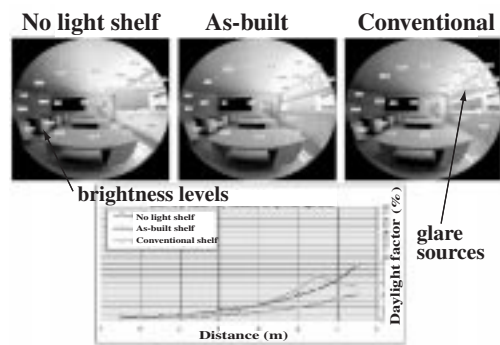 No light shelf
As-built
Conventional
brightness levels
glare
sources
No light shelf
As-built shelf
Conventional shelf
Daylight factor (%)
Distance (m)